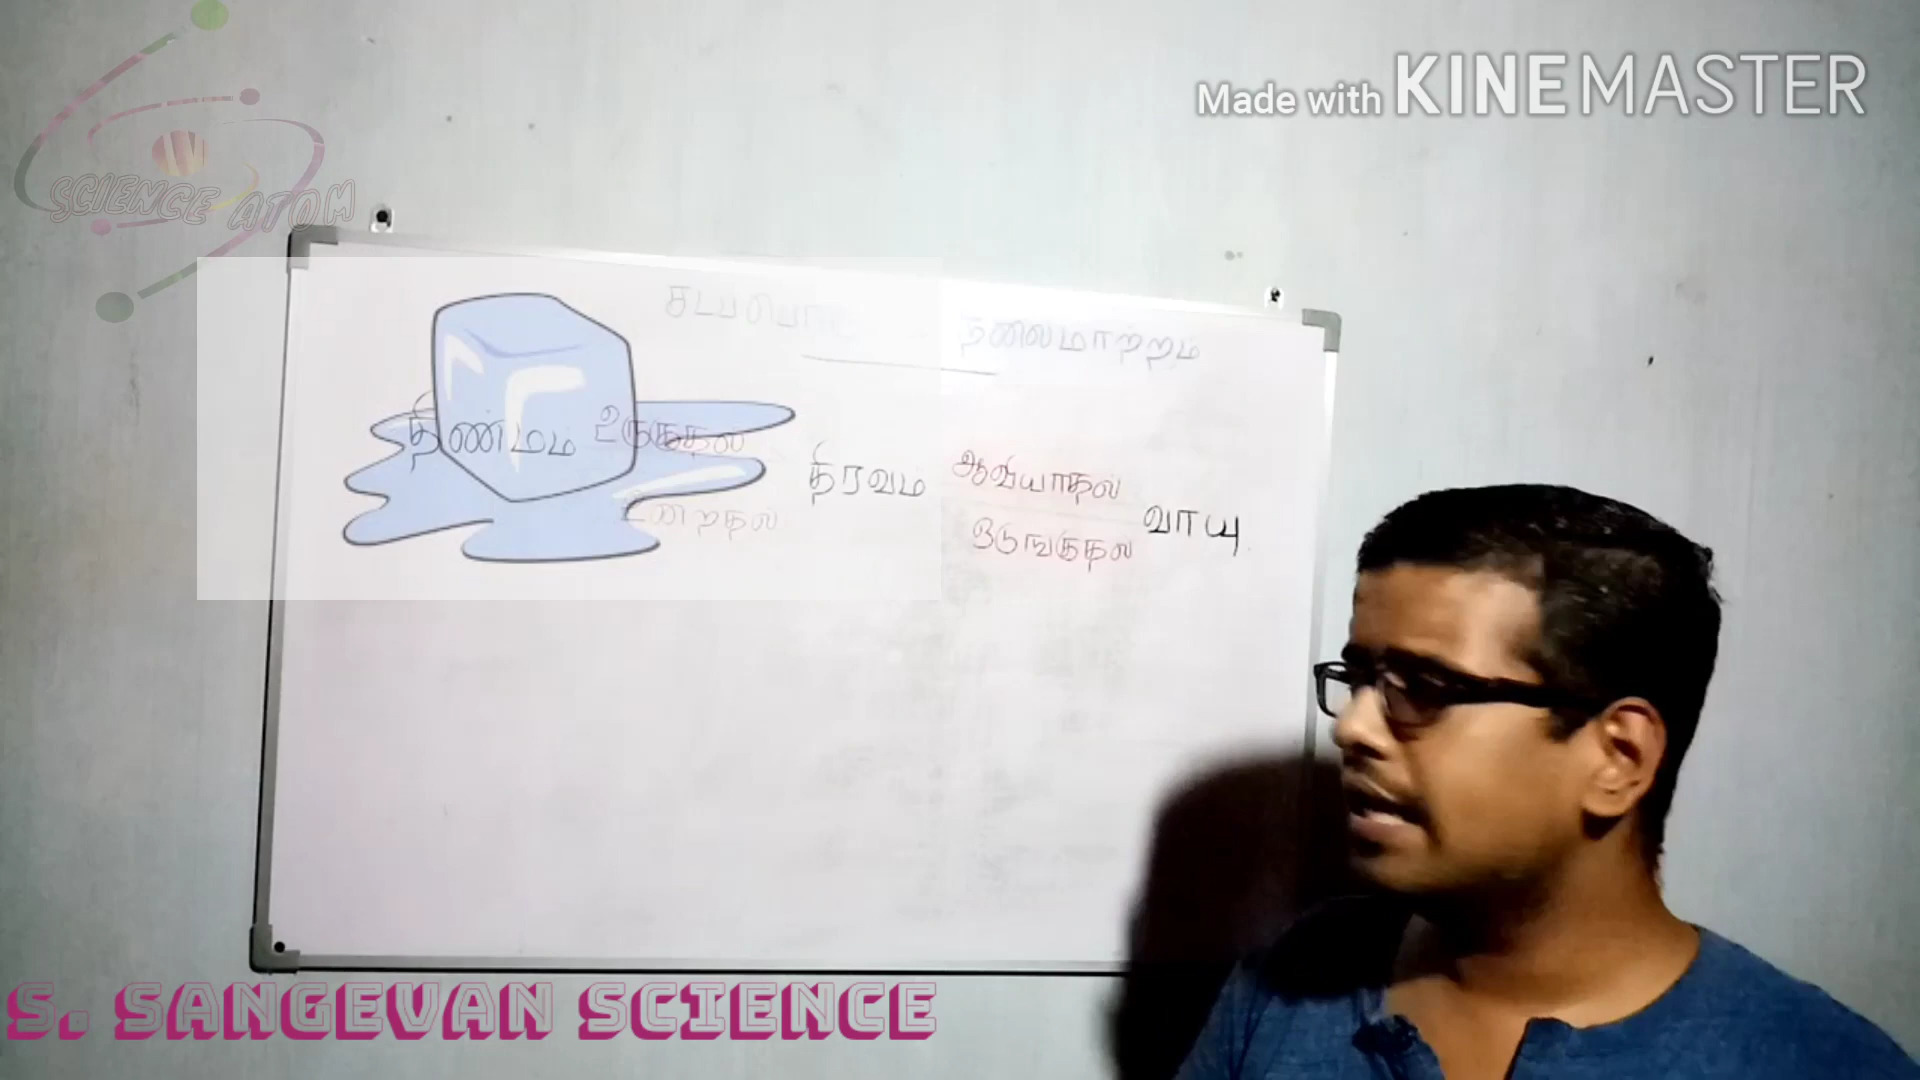 Made with KINEMASTER
SCIENCE ATOM
சடப்பொரு நிலைமாற்றம்
திண்மம் உருகுதல் திரவம் ஆவியாதல் வாயு
உறைதல் ஒடுங்குதல்
S. SANGEVAN SCIENCE